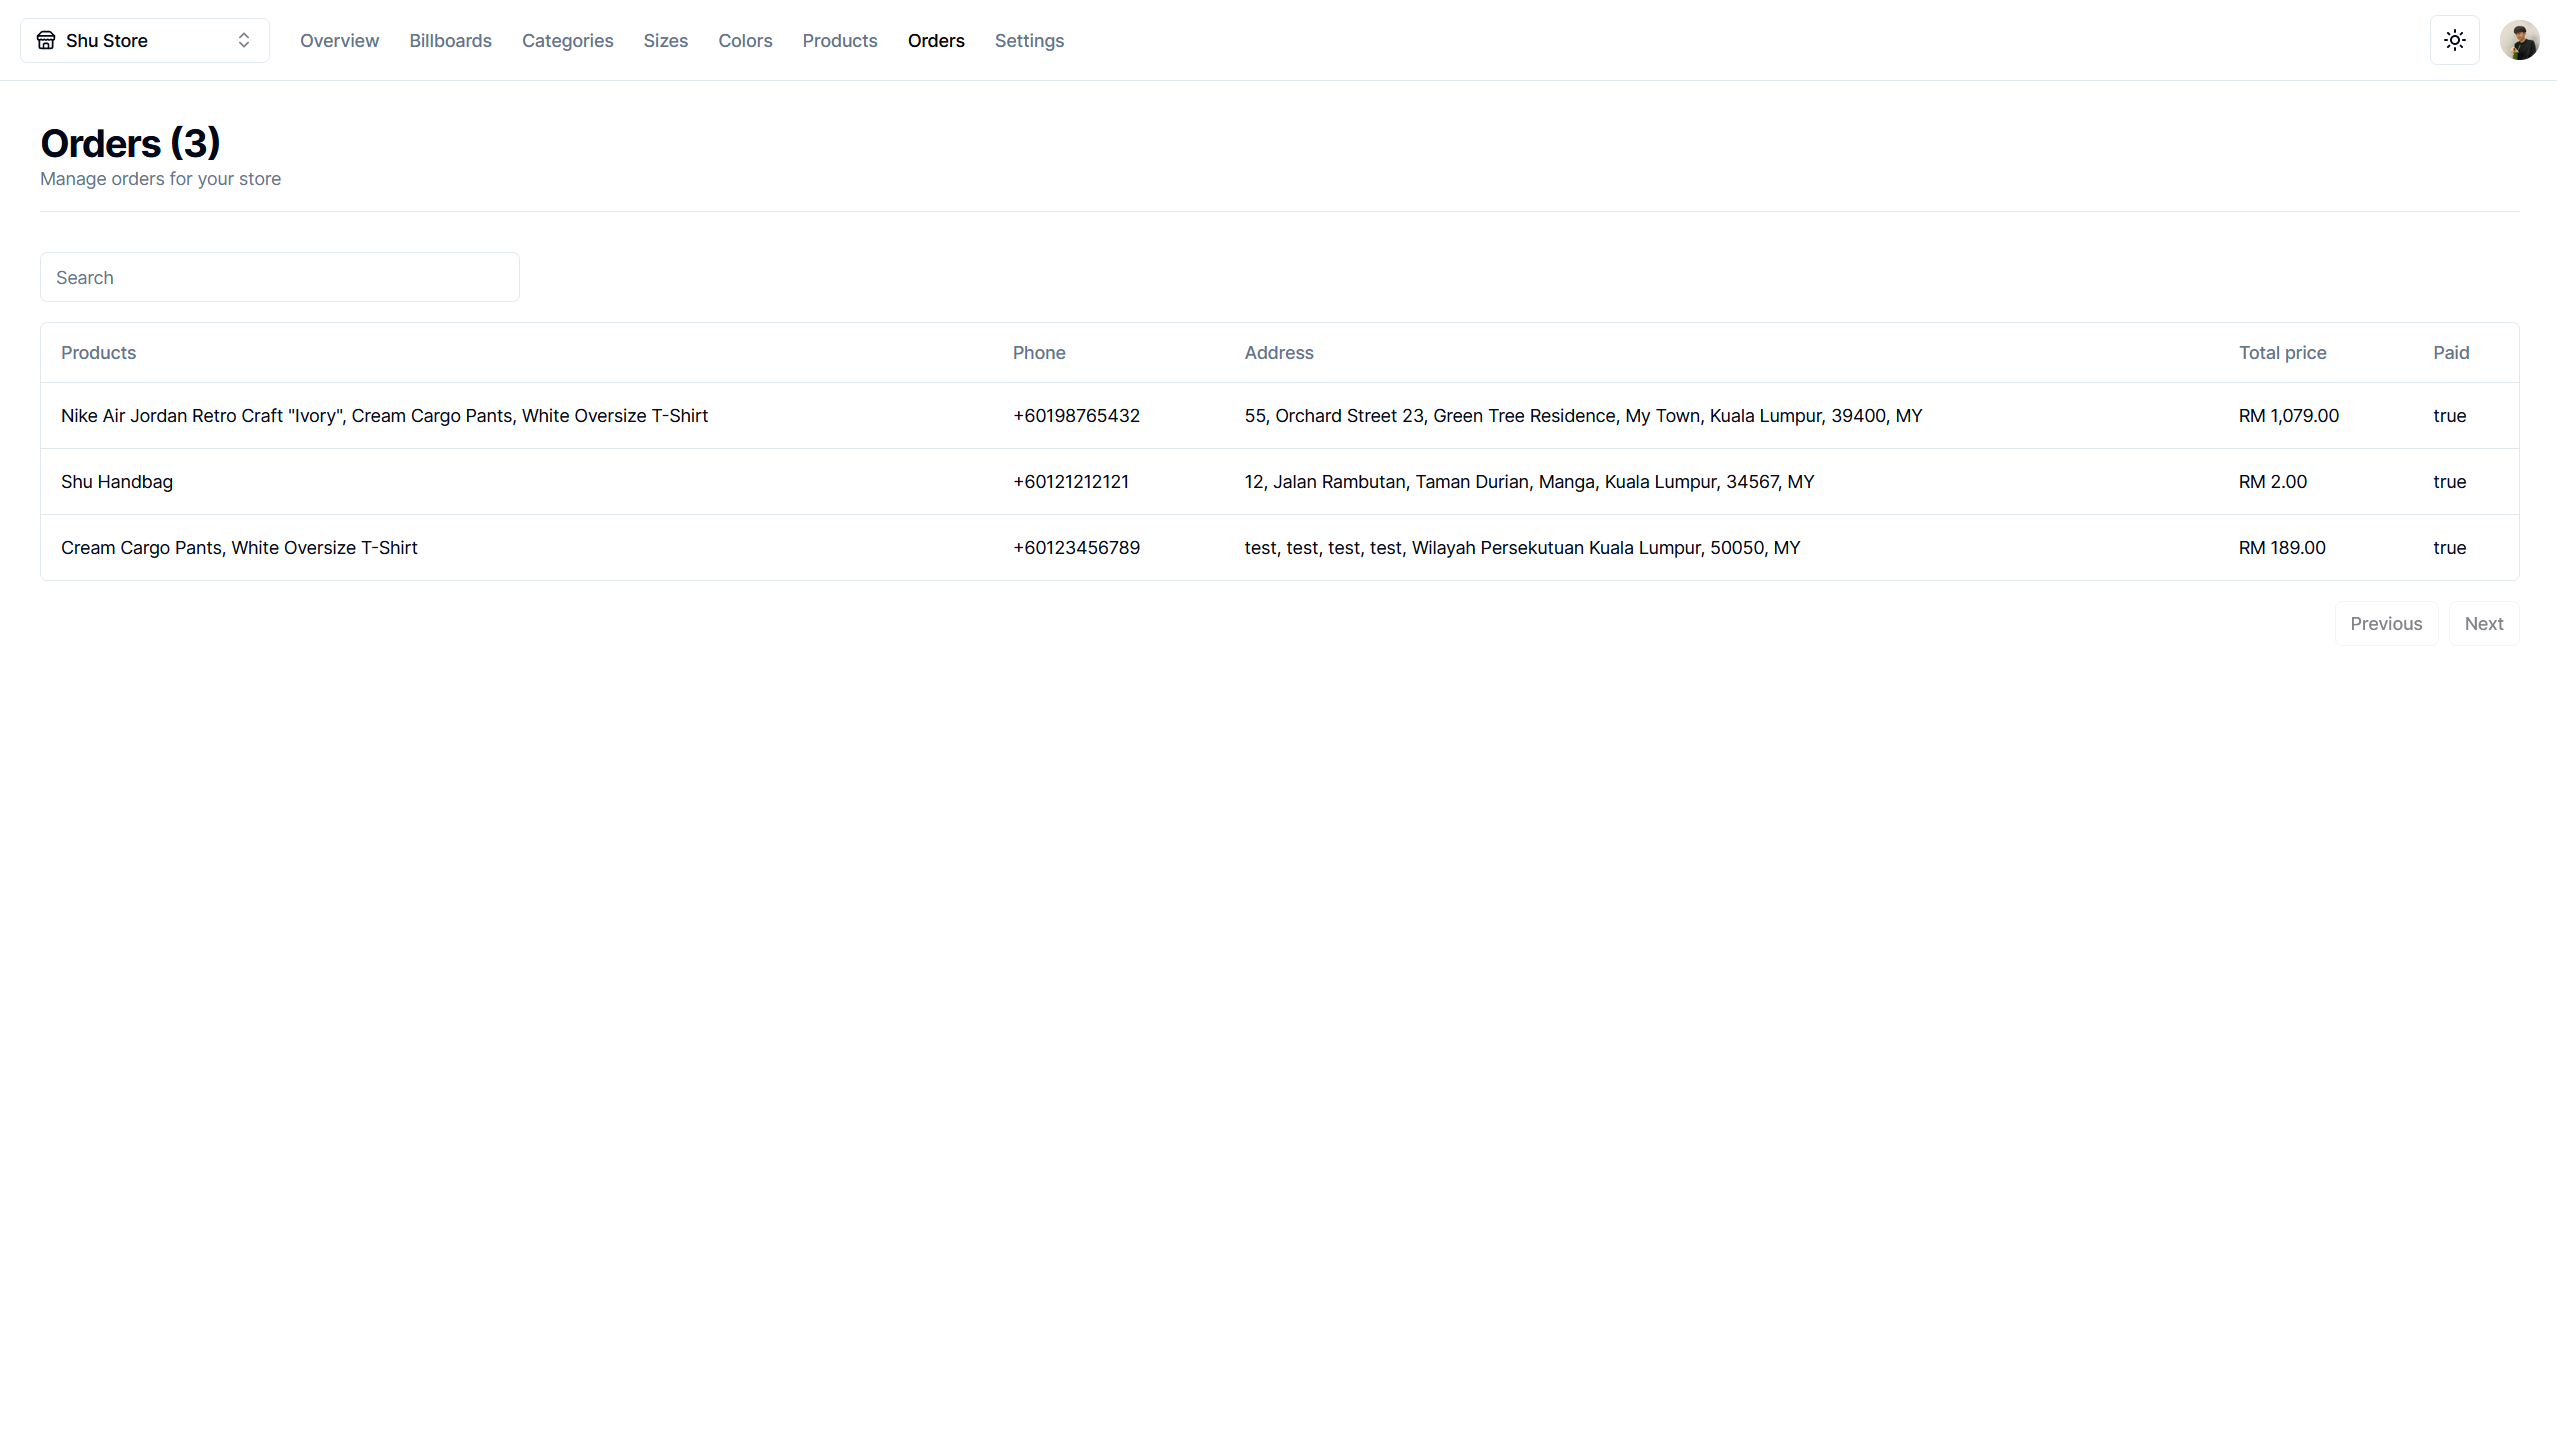 Shu Store Overview Billboards Categories Sizes Colors Products Orders Settings
Orders (3)
Manage orders for your store
Search
Products Phone Address Total price Paid
Nike Air Jordan Retro Craft "Ivory", Cream Cargo Pants, White Oversize T-Shirt +60198765432 55, Orchard Street 23, Green Tree Residence, My Town, Kuala Lumpur, 39400, MY RM 1,079.00 true
Shu Handbag +60121212121 12, Jalan Rambutan, Taman Durian, Manga, Kuala Lumpur, 34567, MY RM 2.00 true
Cream Cargo Pants, White Oversize T-Shirt +60123456789 test, test, test, test, Wilayah Persekutuan Kuala Lumpur, 50050, MY RM 189.00 true
Previous Next